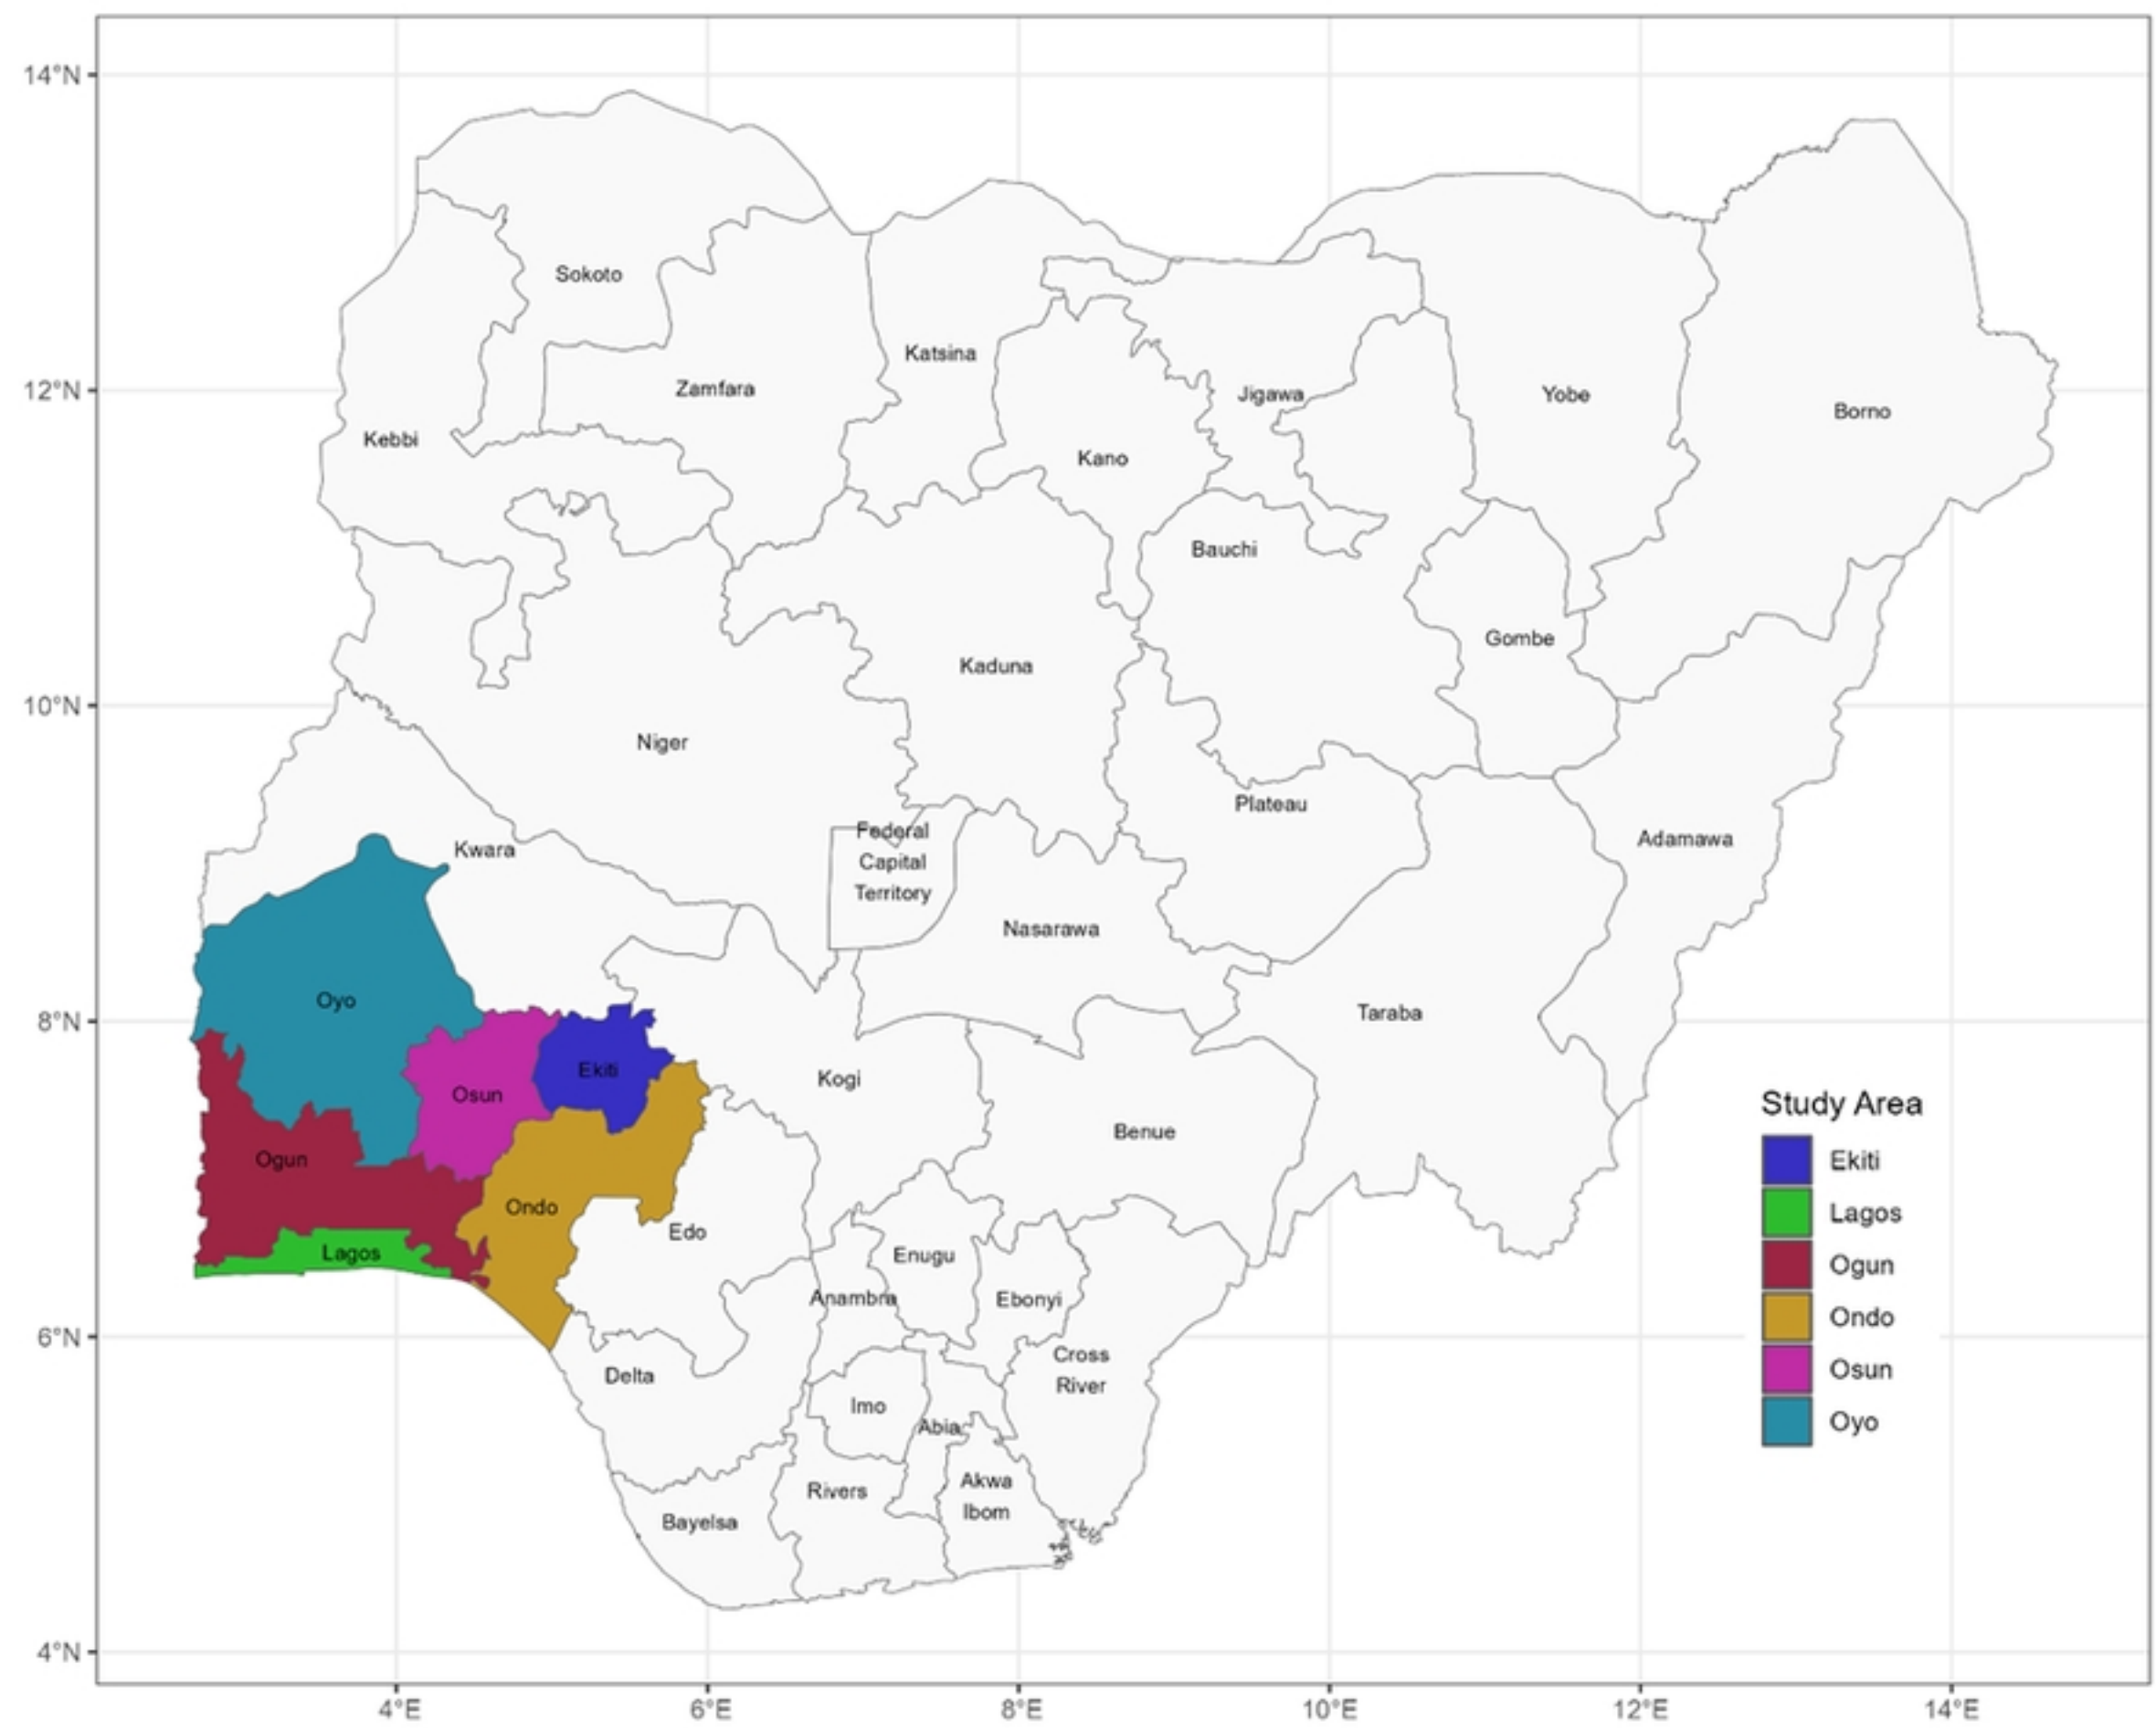 14°N
12°N
10°N
8°N
6°N
4°N
Sokoto
Katsina
Zamfara
Jigawa
Yobe
Borno
Kebbi
Kano
Bauchi
Gombe
Kaduna
Niger
Plateau
Federal
Capital
Territory
Adamawa
Kwara
Nasarawa
Oyo
Taraba
Ekiti
Kogi
Osun
Benue
Ogun
Ondo
Edo
Lagos
Enugu
Anambra
Ebonyi
Cross
River
Delta
Imo
Abia
Akwa
Ibom
Rivers
Bayelsa
Study Area
Ekiti
Lagos
Ogun
Ondo
Osun
Oyo
4°E
6°E
8°E
10°E
12°E
14°E